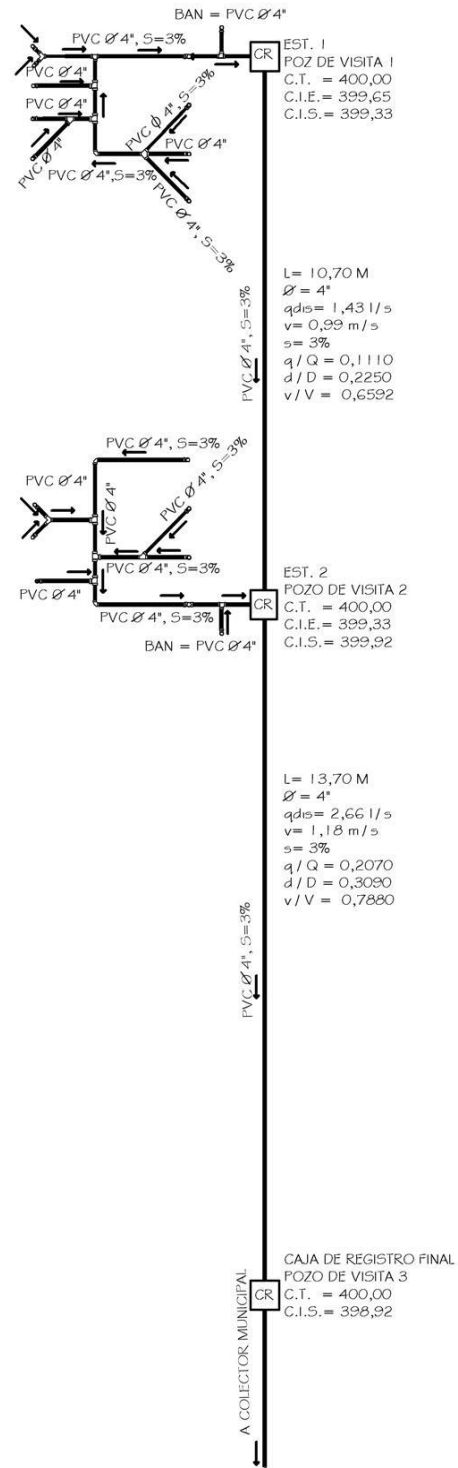 BAN = PVC Ø 4"
PVC Ø 4", S=3%
CR
EST. 1
POZ DE VISITA 1
C.T. = 400,00
C.I.E.= 399,65
C.I.S.= 399,33
PVC Ø 4"
PVC Ø 4"
PVC Ø 4"
PVC ϕ 4", S=3%
PVC Ø 4"
PVC Ø 4",S=3%
PVC Ø 4", S=3%
PVC Ø 4", S=3%
L= 10,70 M
Ø = 4"
qdis= 1,43 l/s
v= 0,99 m/s
s= 3%
q/Q = 0,1110
d/D = 0,2250
v/V = 0,6592
PVC Ø 4", S=3%
PVC Ø 4"
PVC Ø 4"
PVC Ø 4", S=3%
PVC Ø 4", S=3%
PVC Ø 4"
PVC Ø 4", S=3%
BAN = PVC Ø 4"
CR
EST. 2
POZO DE VISITA 2
C.T. = 400,00
C.I.E.= 399,33
C.I.S.= 399,92
L= 13,70 M
Ø = 4"
qdis= 2,66 l/s
v= 1,18 m/s
s= 3%
q/Q = 0,2070
d/D = 0,3090
v/V = 0,7880
PVC Ø 4", S=3%
CAJA DE REGISTRO FINAL
POZO DE VISITA 3
CR
C.T. = 400,00
C.I.S.= 398,92
A COLECTOR MUNICIPAL